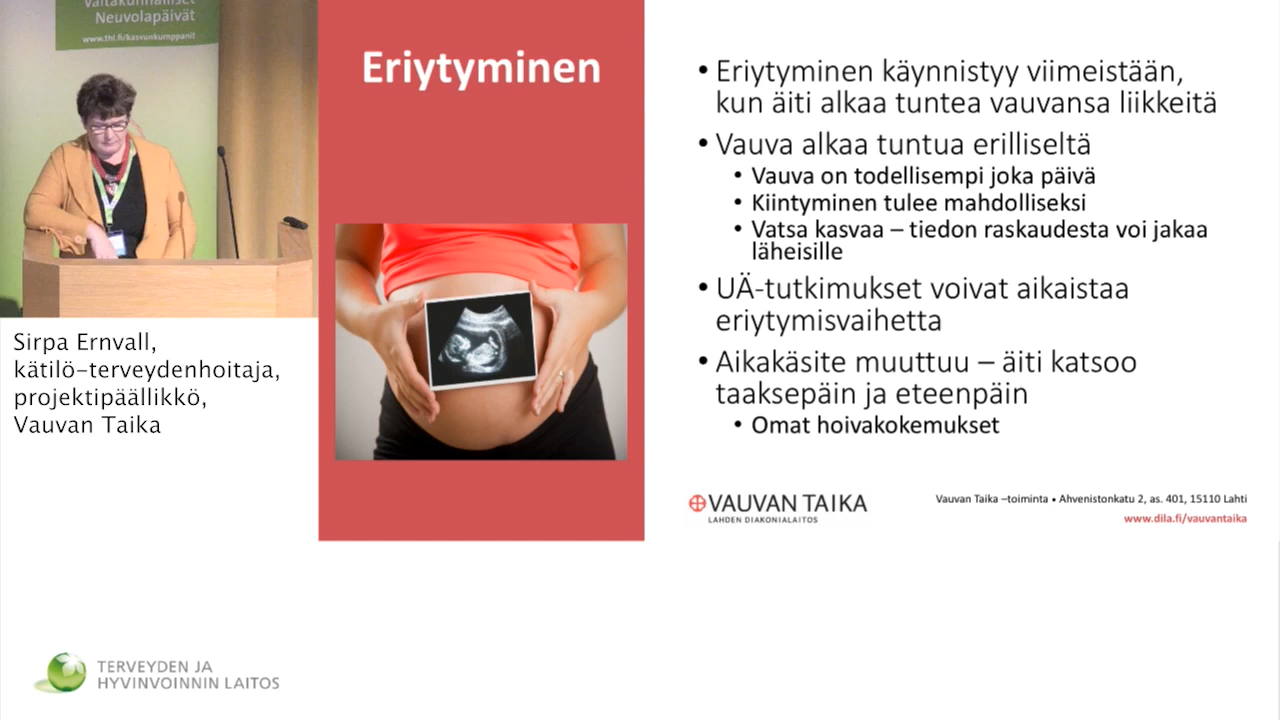 Valtakunnalliset
Neuvolapäivät
www.thl.fi/kasvunkumppanit
Sirpa Ernvall,
kätilö-terveydenhoitaja,
projektipäällikkö,
Vauvan Taika
Eriytyminen
• Eriytyminen käynnistyy viimeistään,
kun äiti alkaa tuntea vauvansa liikkeitä
• Vauva alkaa tuntua erilliseltä
• Vauva on todellisempi joka päivä
• Kiintyminen tulee mahdolliseksi
• Vatsa kasvaa – tiedon raskaudesta voi jakaa
läheisille
• UÄ-tutkimukset voivat aikaistaa
eriytymisvaihetta
• Aikakäsite muuttuu – äiti katsoo
taaksepäin ja eteenpäin
• Omat hoivakokemukset
VAUVAN TAIKA
LAHDEN DIAKONIALAITOS
Vauvan Taika –toiminta • Ahvenistonkatu 2, as. 401, 15110 Lahti
www.dila.fi/vauvantaika
TERVEYDEN JA
HYVINVOINNIN LAITOS